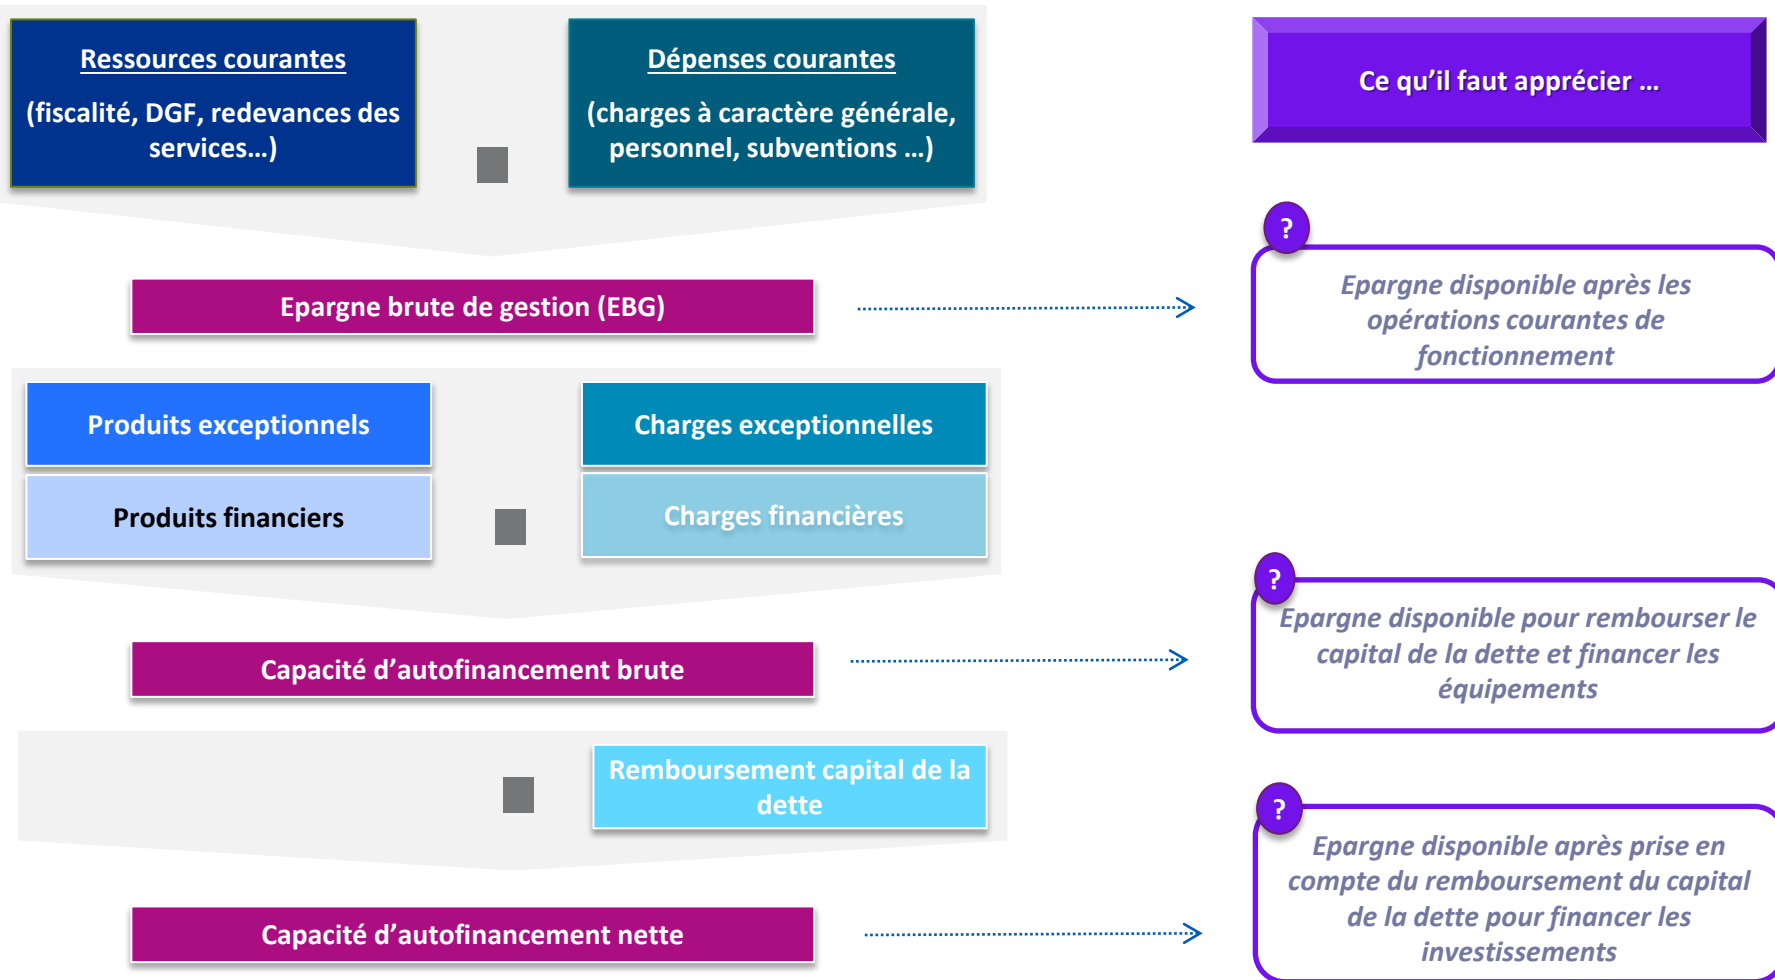 Ressources courantes
(fiscalité, DGF, redevances des
services…)
Dépenses courantes
(charges à caractère générale,
personnel, subventions …)
Ce qu’il faut apprécier …
?
Epargne brute de gestion (EBG)
Epargne disponible après les
opérations courantes de
fonctionnement
Produits exceptionnels
Charges exceptionnelles
Produits financiers
Charges financières
?
Capacité d’autofinancement brute
Epargne disponible pour rembourser le
capital de la dette et financer les
équipements
Remboursement capital de la
dette
?
Capacité d’autofinancement nette
Epargne disponible après prise en
compte du remboursement du capital
de la dette pour financer les
investissements